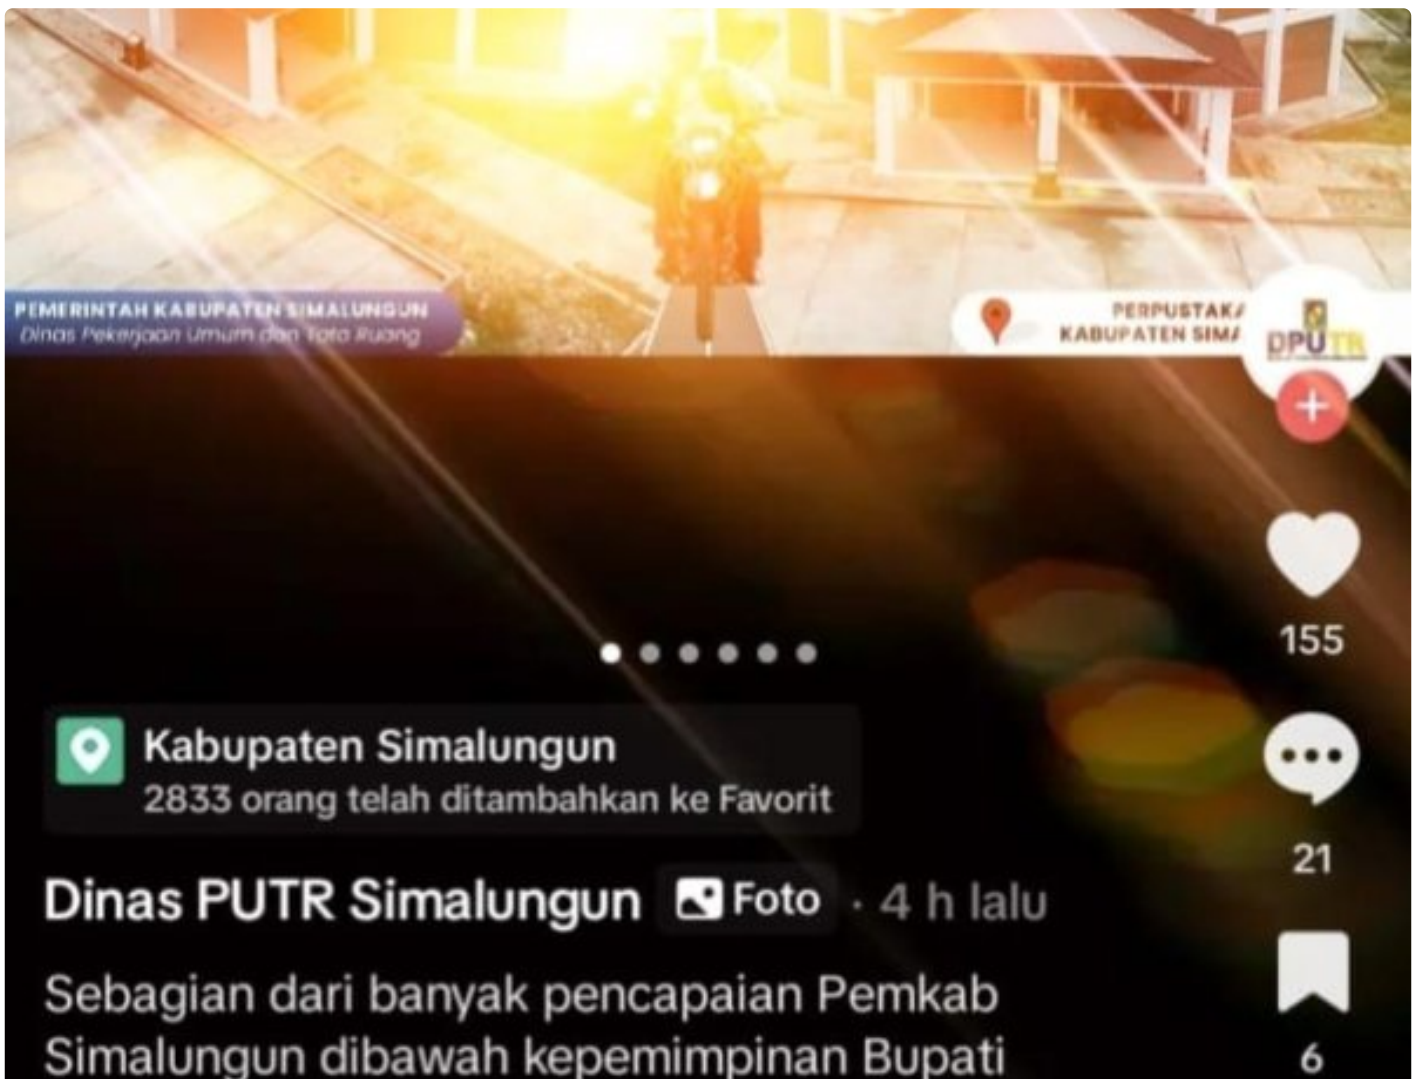 PEMERINTAH KABUPATEN SIMALUNGUN
Dinas Pekerjaan Umum dan Tata Ruang
PERPUSTAKA
KABUPATEN SIMA
DPUTR
155
21
6
Kabupaten Simalungun
2833 orang telah ditambahkan ke Favorit
Dinas PUTR Simalungun Foto · 4 h lalu
Sebagian dari banyak pencapaian Pemkab
Simalungun dibawah kepemimpinan Bupati